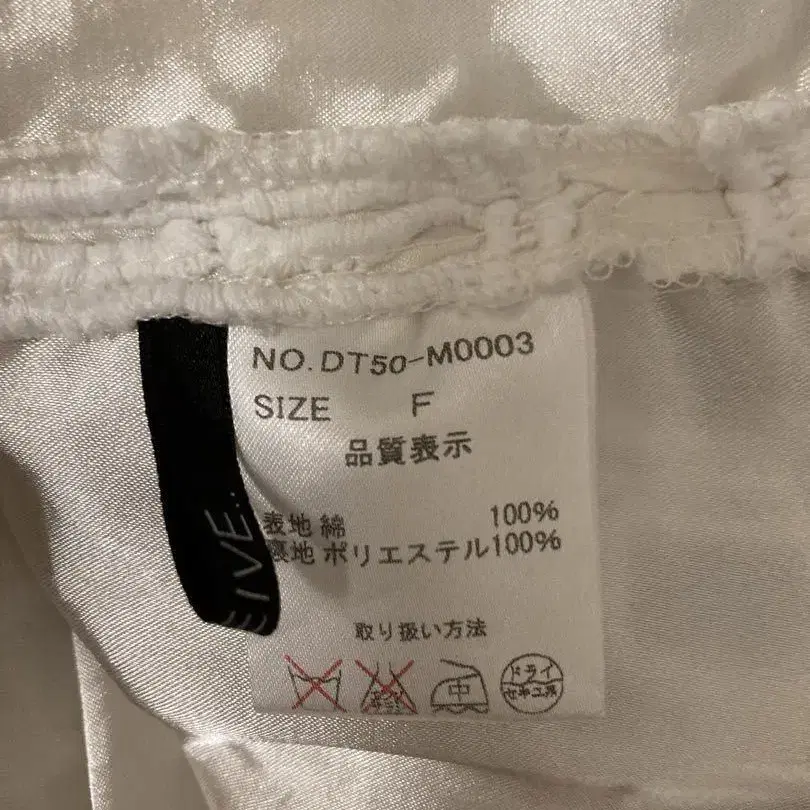 NO.DT50-M0003
SIZE F
品質表示
表地 綿 100%
裏地 ポリエステル100%
取り扱い方法
中
ドライ
セキユ系
EIVE..